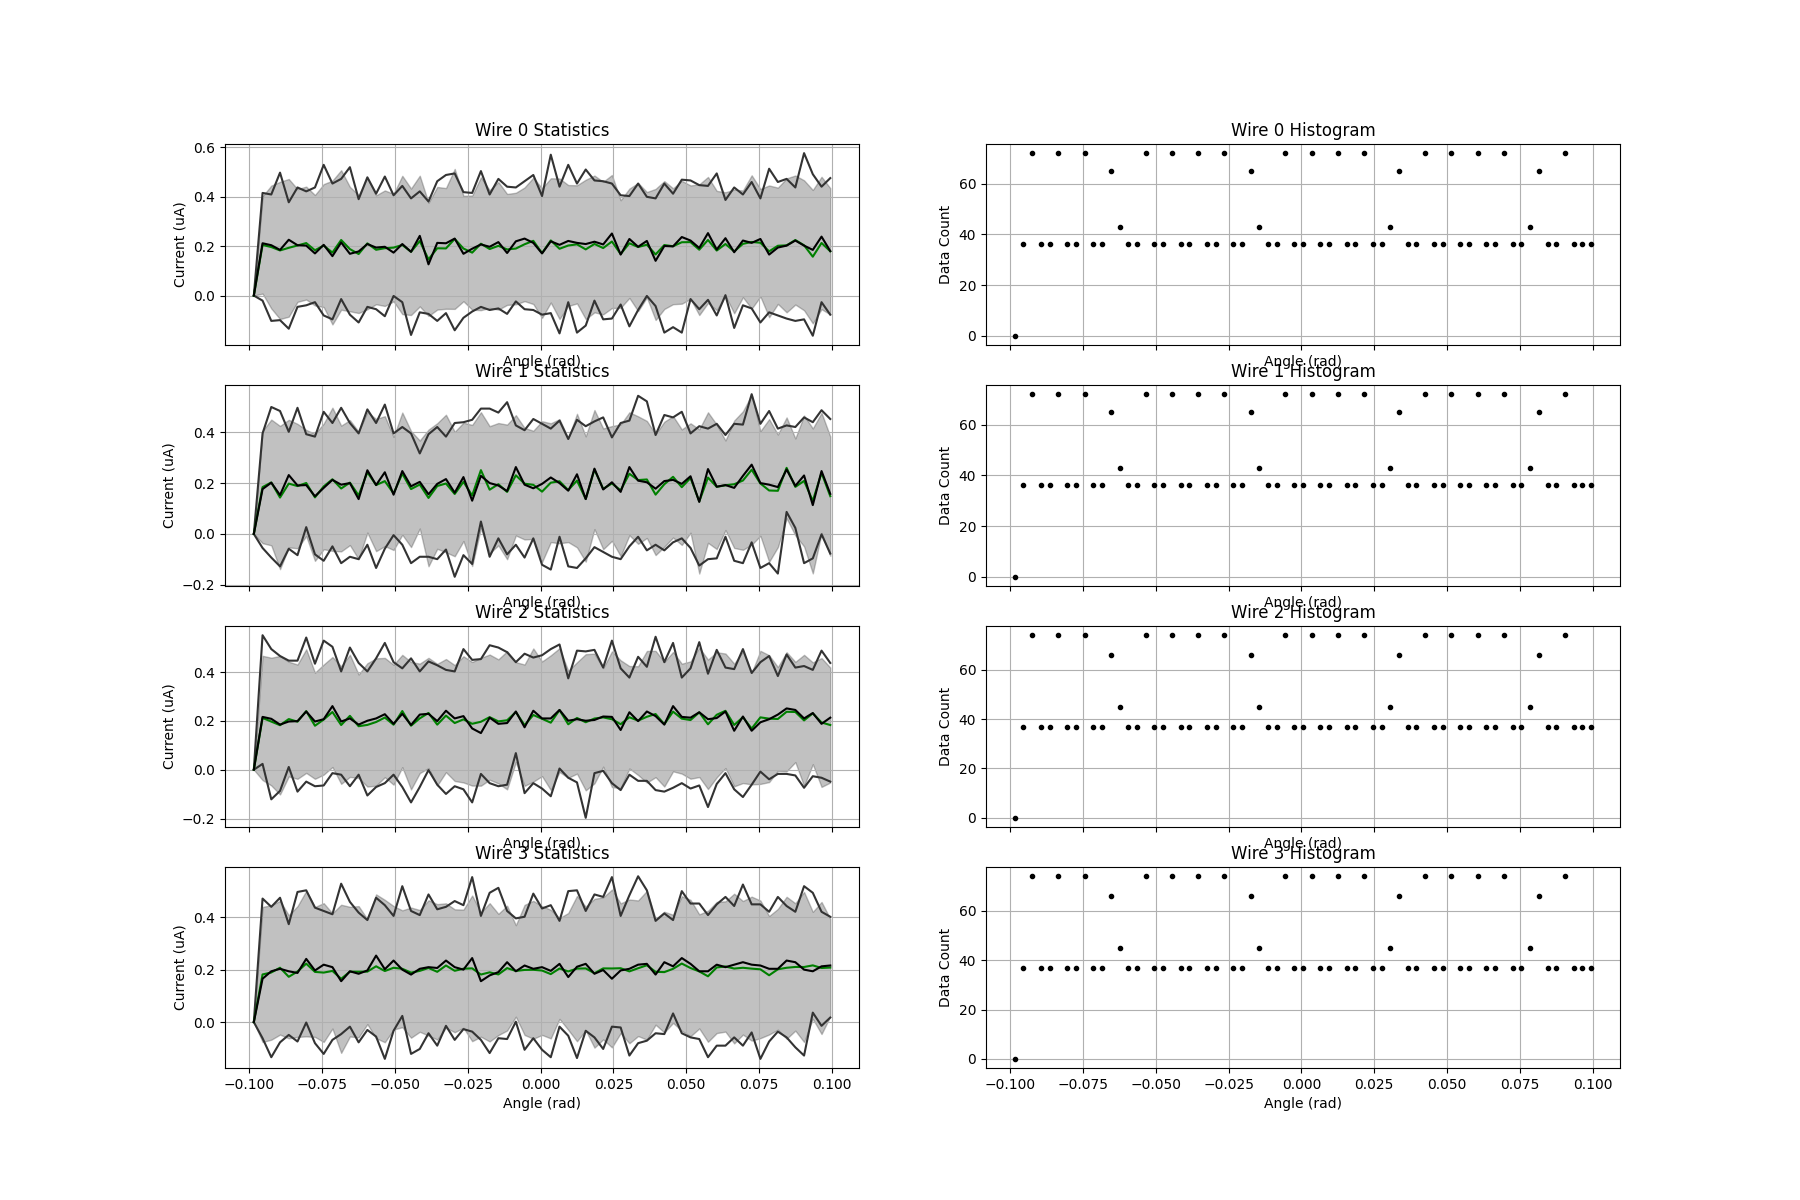 Wire 0 Statistics
0.6
0.4
0.2
0.0
Current (uA)
Angle (rad)
Wire 0 Histogram
60
40
20
0
Data Count
Angle (rad)
Wire 1 Statistics
0.4
0.2
0.0
−0.2
Current (uA)
Angle (rad)
Wire 1 Histogram
60
40
20
0
Data Count
Angle (rad)
Wire 2 Statistics
0.4
0.2
0.0
−0.2
Current (uA)
Angle (rad)
Wire 2 Histogram
60
40
20
0
Data Count
Angle (rad)
Wire 3 Statistics
0.4
0.2
0.0
Current (uA)
−0.100 −0.075 −0.050 −0.025 0.000 0.025 0.050 0.075 0.100
Angle (rad)
Wire 3 Histogram
60
40
20
0
Data Count
−0.100 −0.075 −0.050 −0.025 0.000 0.025 0.050 0.075 0.100
Angle (rad)